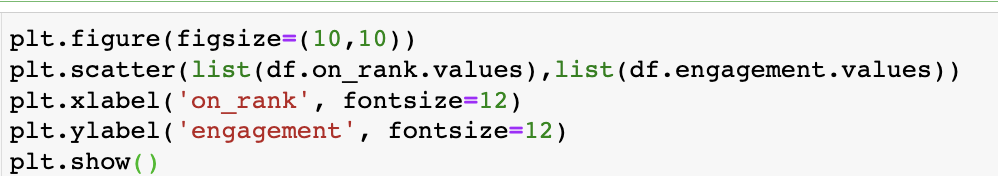 plt.figure(figsize=(10,10))
plt.scatter(list(df.on_rank.values),list(df.engagement.values))
plt.xlabel('on_rank', fontsize=12)
plt.ylabel('engagement', fontsize=12)
plt.show()